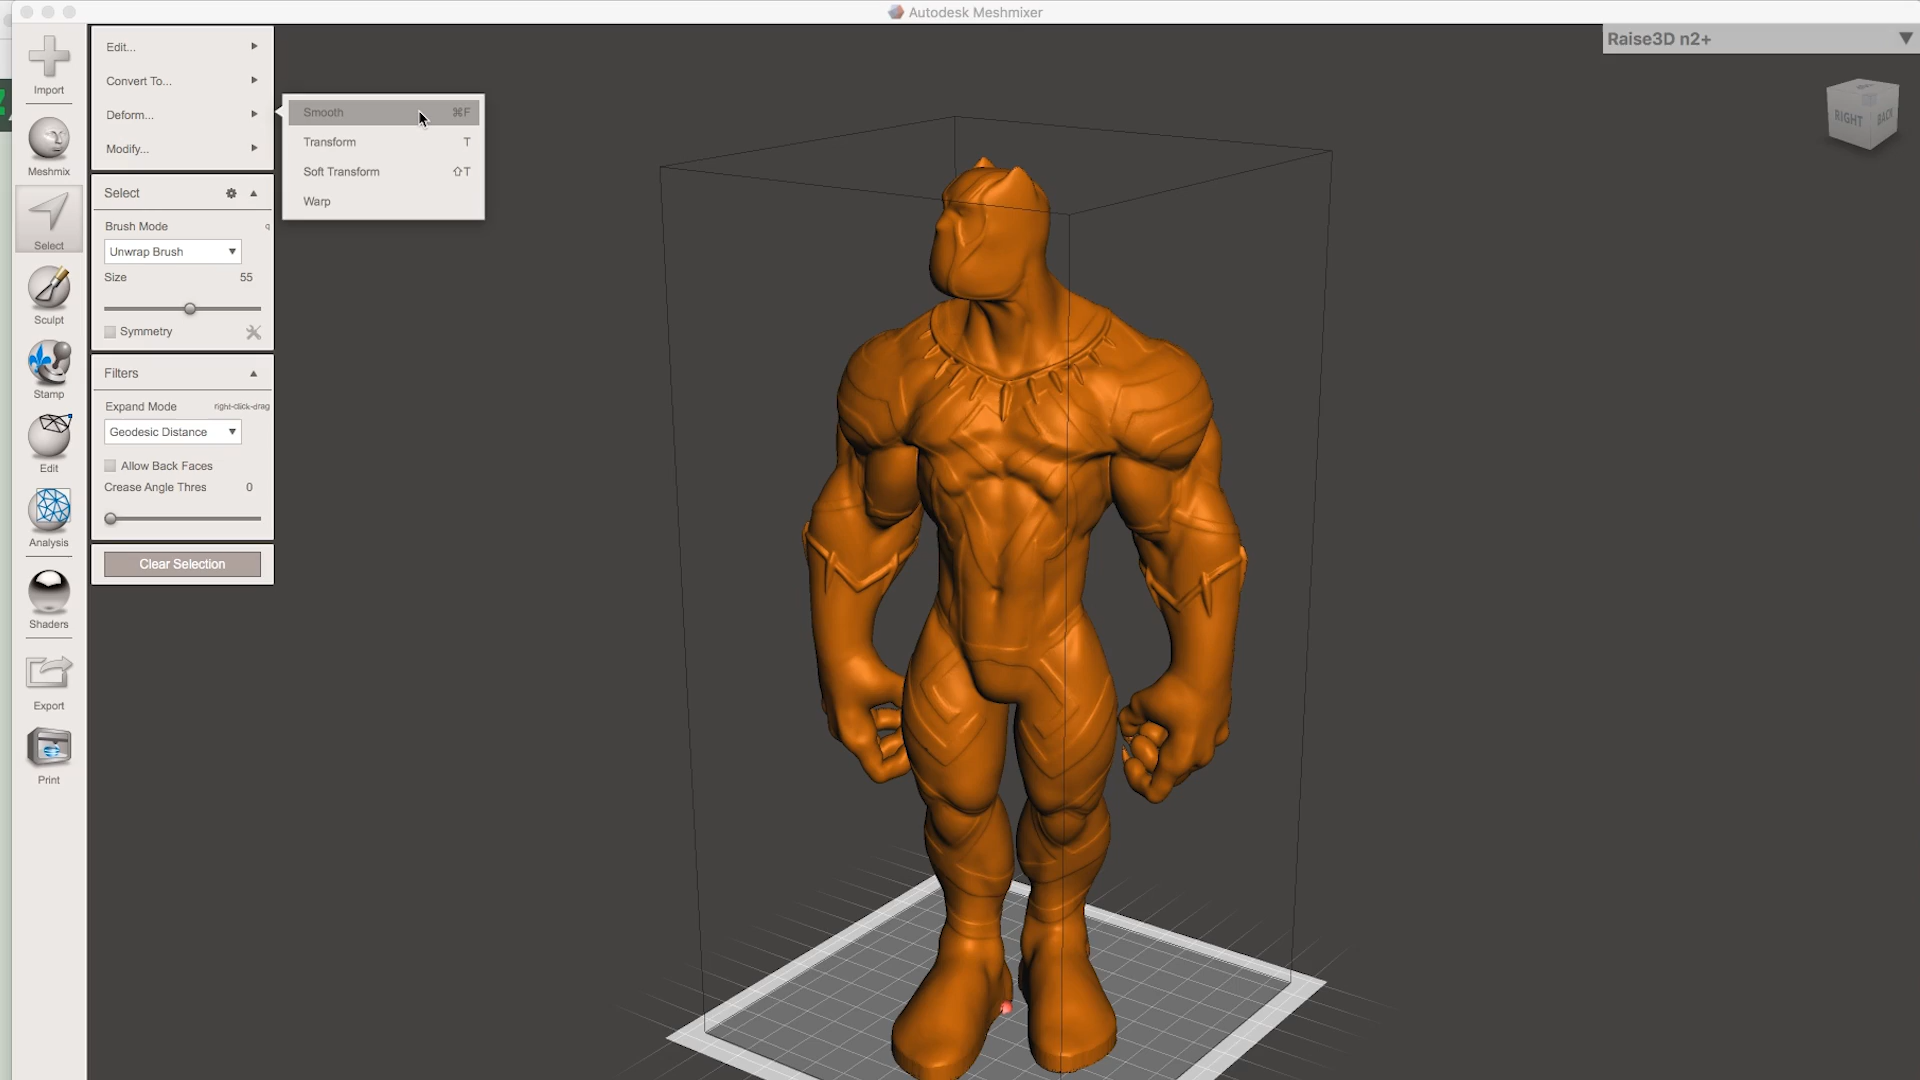 Autodesk Meshmixer
Raise3D n2+
Import
Meshmix
Select
Sculpt
Stamp
Edit
Analysis
Shaders
Export
Print
Edit...
Convert To...
Deform...
Modify...
Smooth ⌘F
Transform T
Soft Transform ⇧T
Warp
Select
Brush Mode q
Unwrap Brush
Size 55
Symmetry
Filters
Expand Mode right-click-drag
Geodesic Distance
Allow Back Faces
Crease Angle Thres 0
Clear Selection
RIGHT
BACK